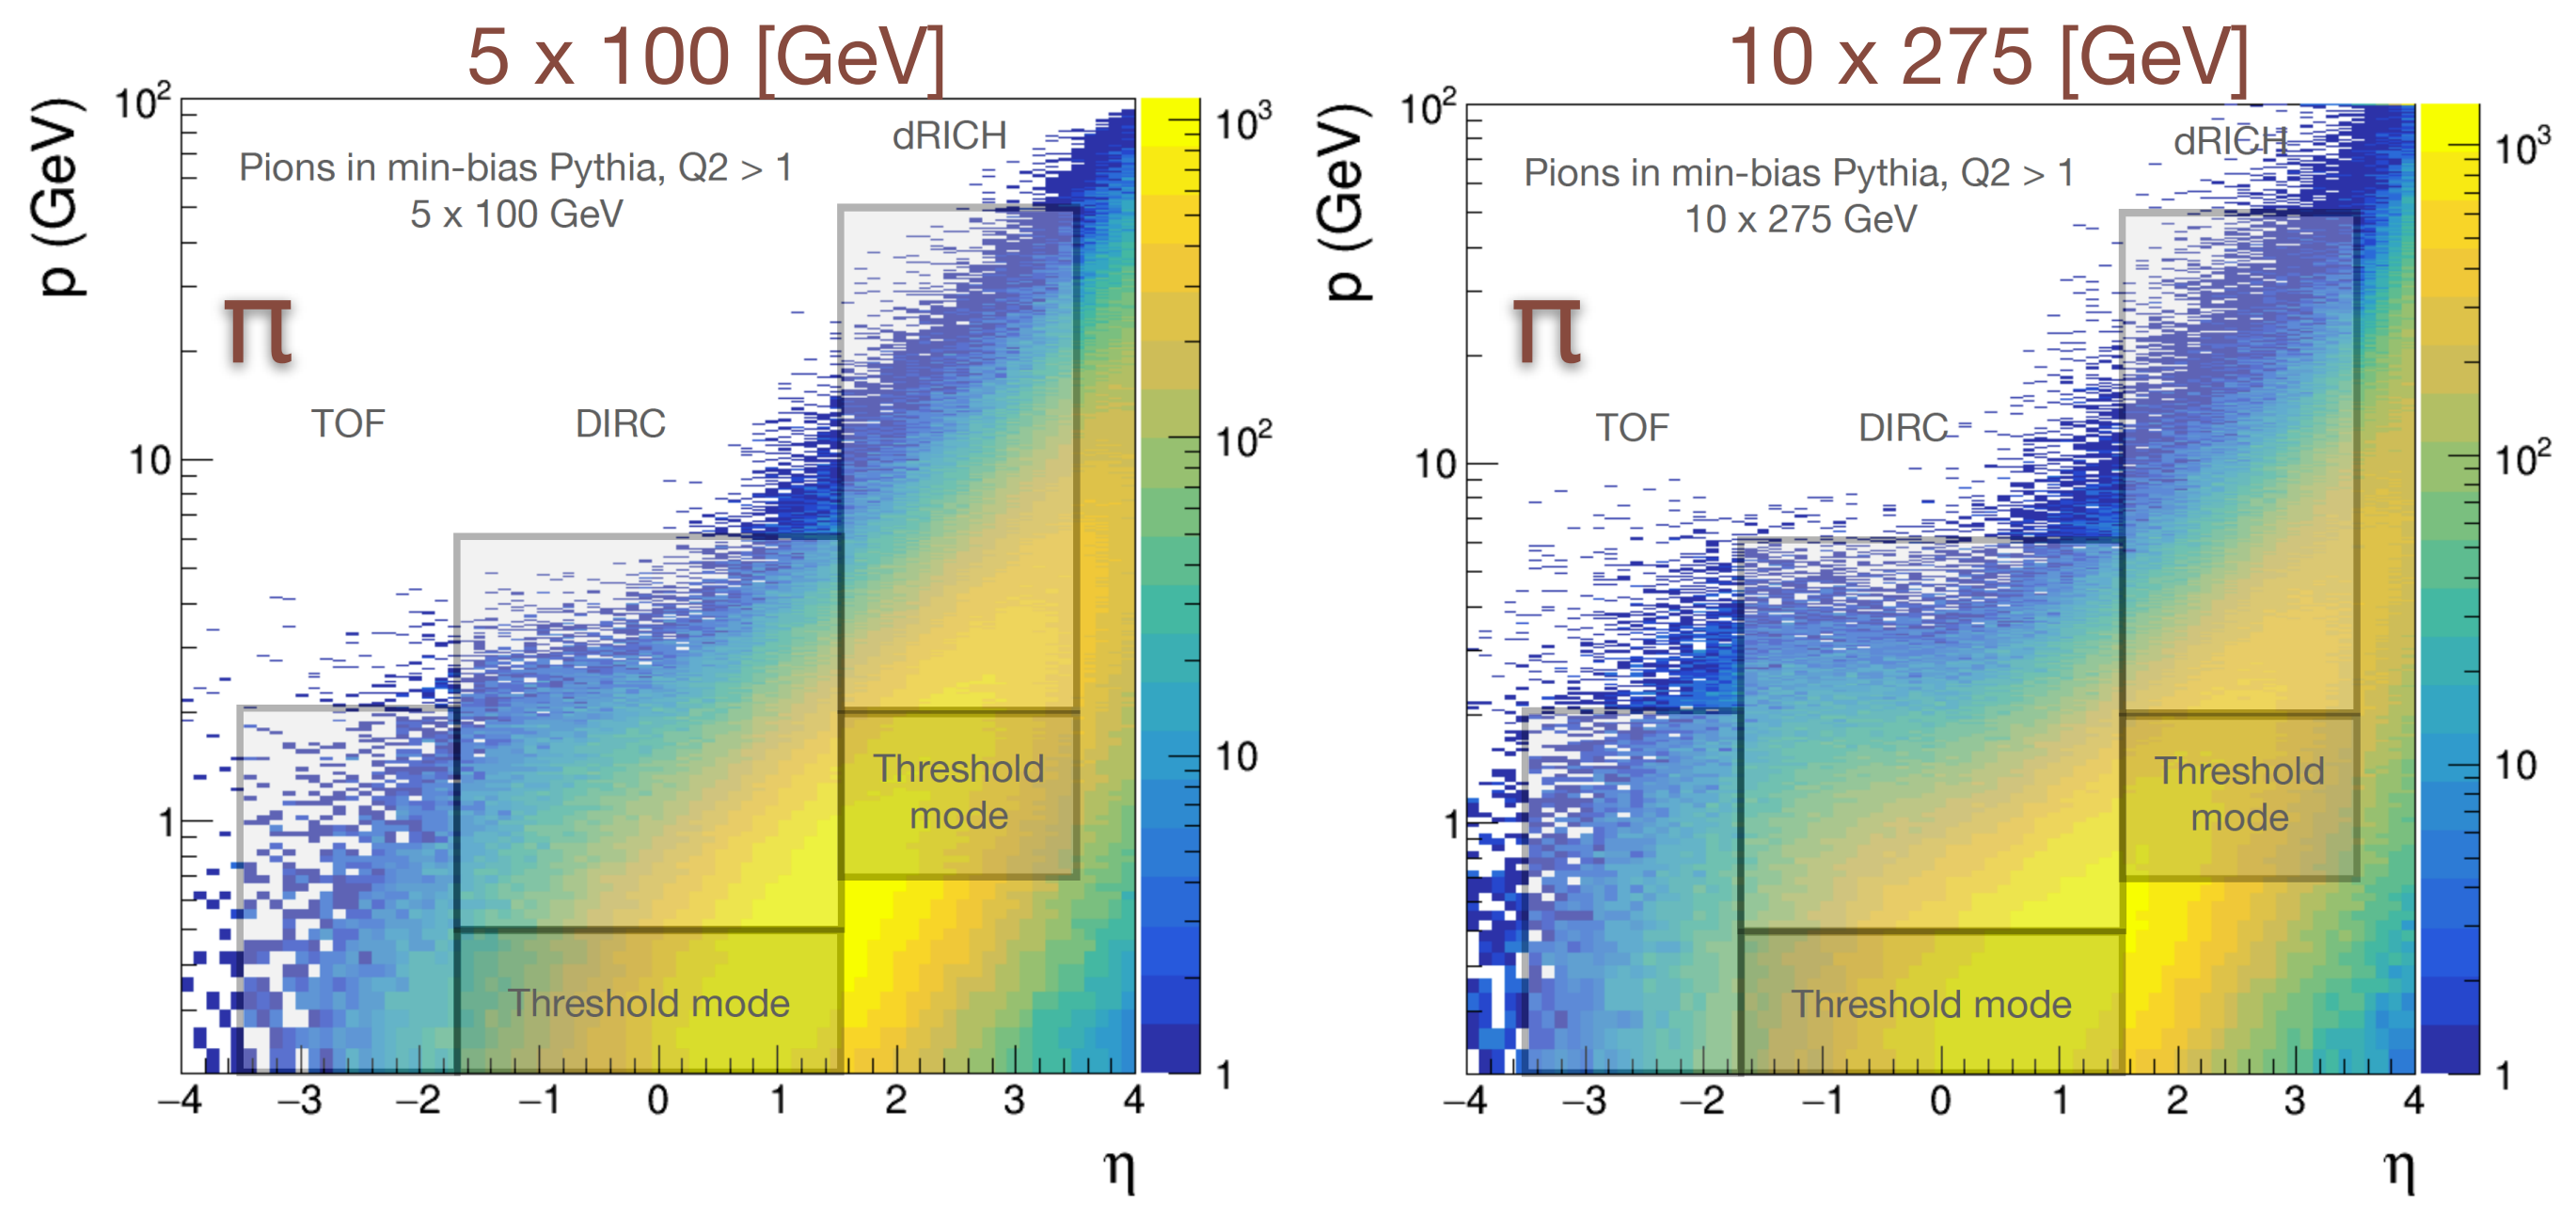 5 x 100 [GeV]
p (GeV)
10²
10
1
Pions in min-bias Pythia, Q2 > 1
5 x 100 GeV
π
TOF
DIRC
dRICH
Threshold
mode
Threshold mode
−4 −3 −2 −1 0 1 2 3 4
η
10³
10²
10
1
10 x 275 [GeV]
p (GeV)
10²
10
1
Pions in min-bias Pythia, Q2 > 1
10 x 275 GeV
π
TOF
DIRC
dRICH
Threshold
mode
Threshold mode
−4 −3 −2 −1 0 1 2 3 4
η
10³
10²
10
1